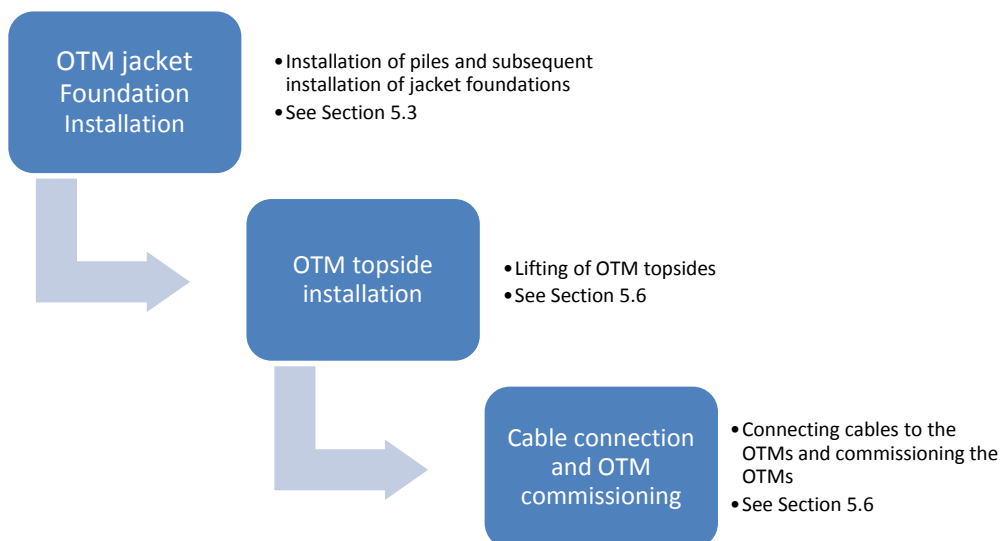 OTM jacket
Foundation
Installation
•Installation of piles and subsequent
installation of jacket foundations
•See Section 5.3
OTM topside
installation
•Lifting of OTM topsides
•See Section 5.6
Cable connection
and OTM
commissioning
•Connecting cables to the
OTMs and commissioning the
OTMs
•See Section 5.6